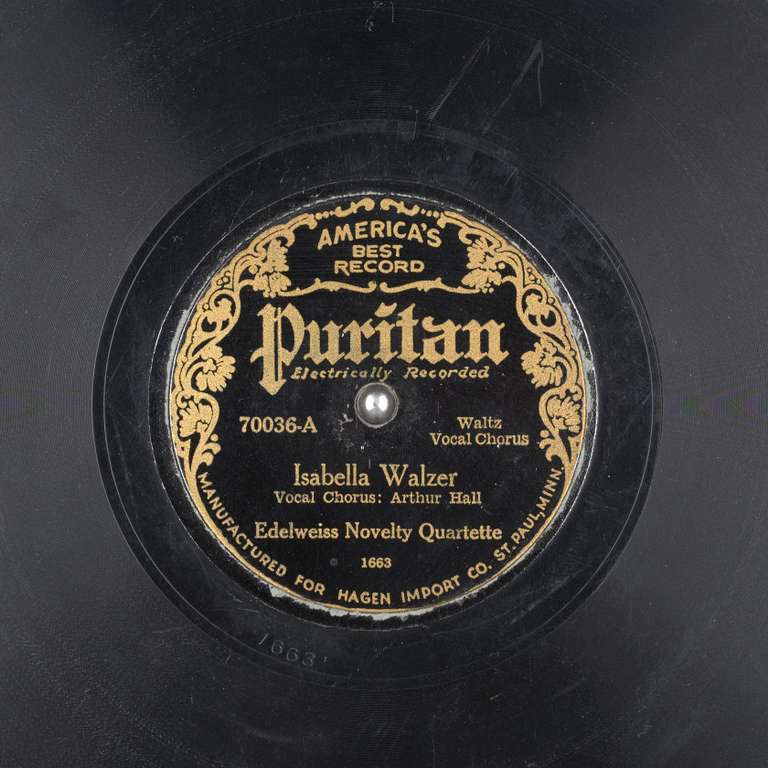 AMERICA'S
BEST
RECORD
Puritan
Electrically Recorded
70036-A
Waltz
Vocal Chorus
Isabella Walzer
Vocal Chorus: Arthur Hall
Edelweiss Novelty Quartette
1663
MANUFACTURED FOR HAGEN IMPORT CO. ST. PAUL, MINN.
1663